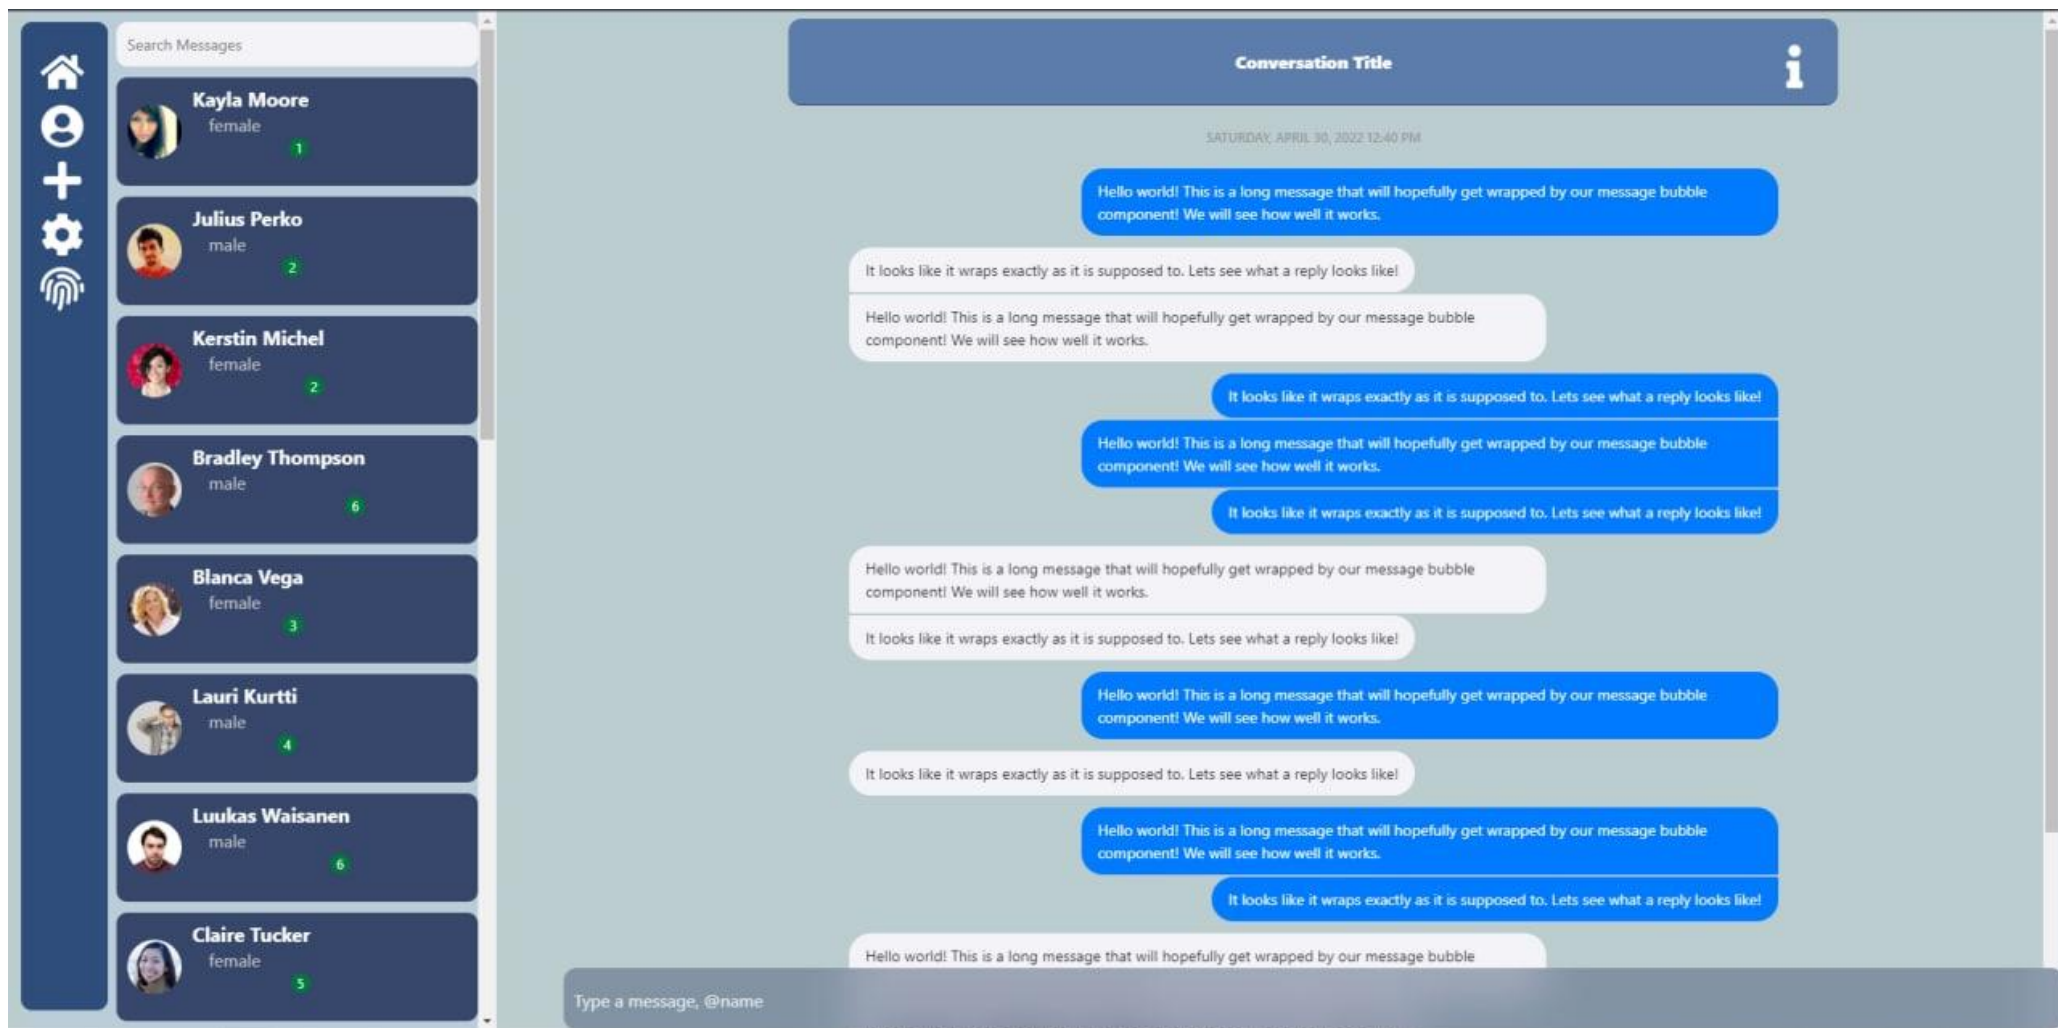 Search Messages
Kayla Moore
female
1
Julius Perko
male
2
Kerstin Michel
female
2
Bradley Thompson
male
6
Blanca Vega
female
3
Lauri Kurtti
male
4
Luukas Waisanen
male
6
Claire Tucker
female
5
Conversation Title
SATURDAY, APRIL 30, 2022 12:40 PM
Hello world! This is a long message that will hopefully get wrapped by our message bubble
component! We will see how well it works.
It looks like it wraps exactly as it is supposed to. Lets see what a reply looks like!
Hello world! This is a long message that will hopefully get wrapped by our message bubble
component! We will see how well it works.
It looks like it wraps exactly as it is supposed to. Lets see what a reply looks like!
Hello world! This is a long message that will hopefully get wrapped by our message bubble
component! We will see how well it works.
It looks like it wraps exactly as it is supposed to. Lets see what a reply looks like!
Hello world! This is a long message that will hopefully get wrapped by our message bubble
component! We will see how well it works.
It looks like it wraps exactly as it is supposed to. Lets see what a reply looks like!
Hello world! This is a long message that will hopefully get wrapped by our message bubble
component! We will see how well it works.
It looks like it wraps exactly as it is supposed to. Lets see what a reply looks like!
Hello world! This is a long message that will hopefully get wrapped by our message bubble
component! We will see how well it works.
It looks like it wraps exactly as it is supposed to. Lets see what a reply looks like!
Hello world! This is a long message that will hopefully get wrapped by our message bubble
Type a message, @name